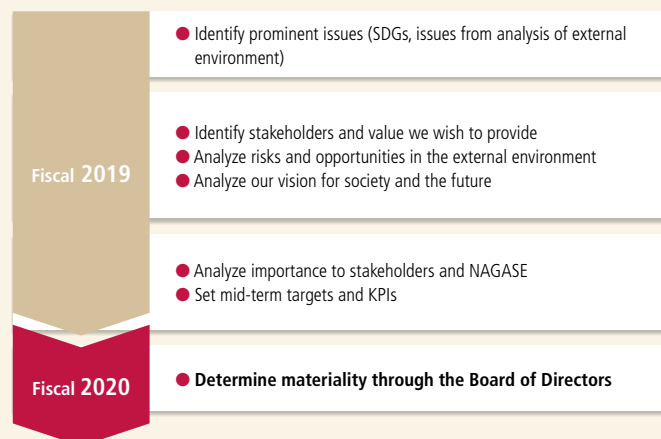 ● Identify prominent issues (SDGs, issues from analysis of external
environment)
Fiscal 2019
● Identify stakeholders and value we wish to provide
● Analyze risks and opportunities in the external environment
● Analyze our vision for society and the future
● Analyze importance to stakeholders and NAGASE
● Set mid-term targets and KPIs
Fiscal 2020
● Determine materiality through the Board of Directors